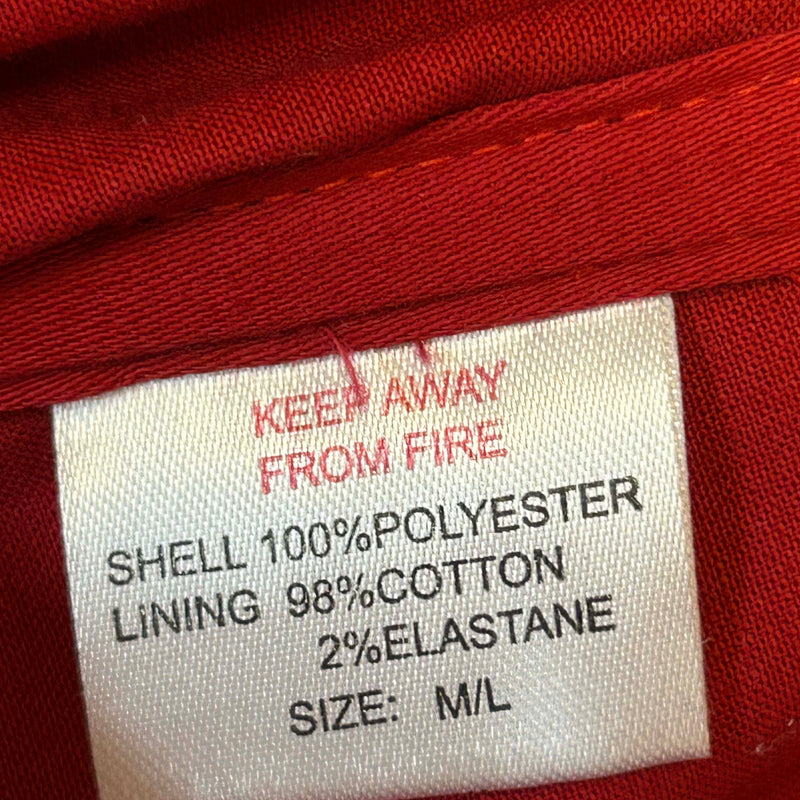 KEEP AWAY
FROM FIRE
SHELL 100%POLYESTER
LINING 98%COTTON
2%ELASTANE
SIZE: M/L